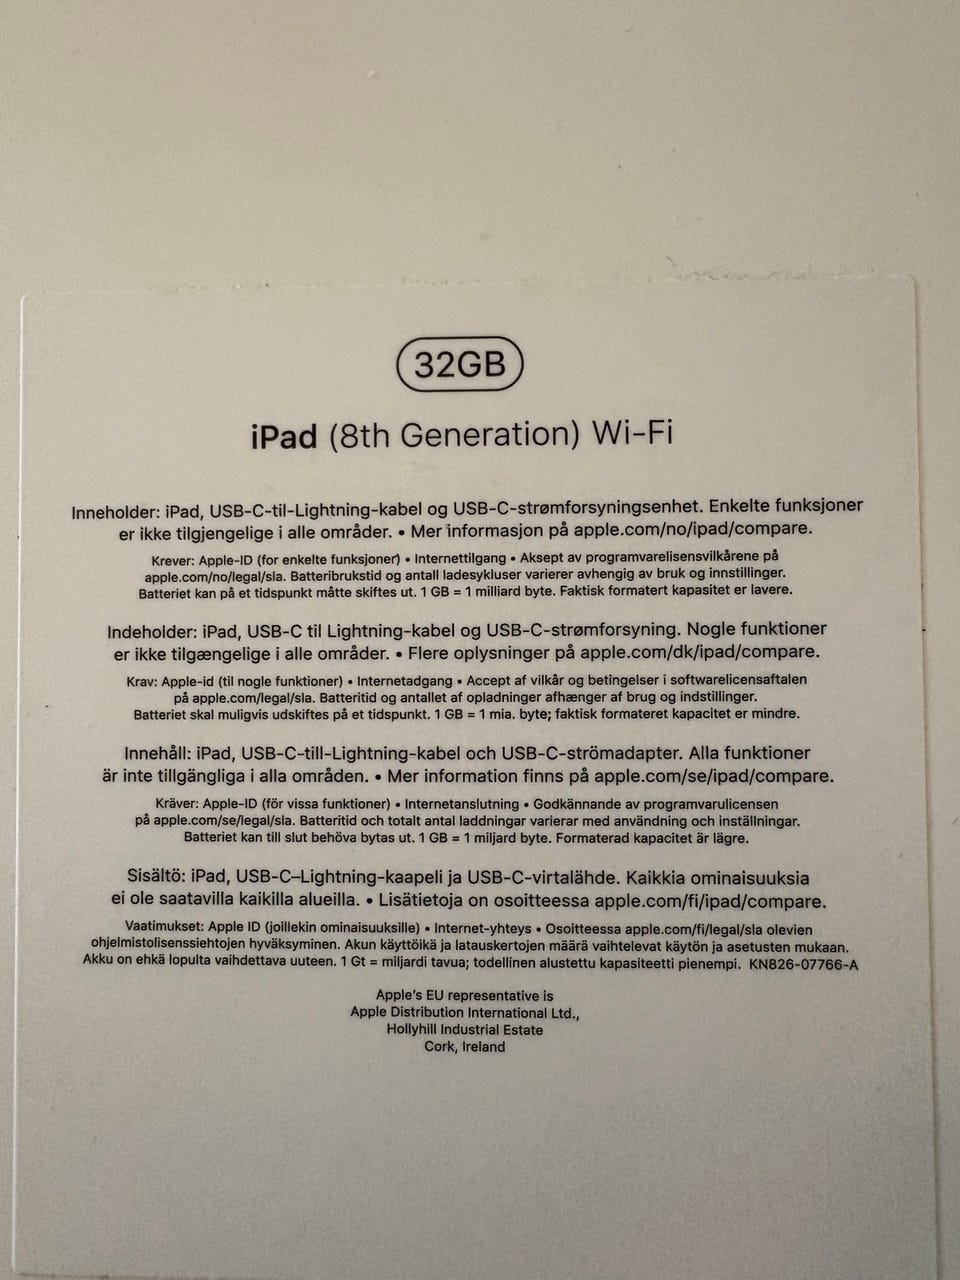 32GB
iPad (8th Generation) Wi-Fi
Inneholder: iPad, USB-C-til-Lightning-kabel og USB-C-strømforsyningsenhet. Enkelte funksjoner
er ikke tilgjengelige i alle områder. • Mer informasjon på apple.com/no/ipad/compare.
Krever: Apple-ID (for enkelte funksjoner) • Internettilgang • Aksept av programvarelisensvilkårene på
apple.com/no/legal/sla. Batteribrukstid og antall ladesykluser varierer avhengig av bruk og innstillinger.
Batteriet kan på et tidspunkt måtte skiftes ut. 1 GB = 1 milliard byte. Faktisk formatert kapasitet er lavere.
Indeholder: iPad, USB-C til Lightning-kabel og USB-C-strømforsyning. Nogle funktioner
er ikke tilgængelige i alle områder. • Flere oplysninger på apple.com/dk/ipad/compare.
Krav: Apple-id (til nogle funktioner) • Internetadgang • Accept af vilkår og betingelser i softwarelicensaftalen
på apple.com/legal/sla. Batteritid og antallet af opladninger afhænger af brug og indstillinger.
Batteriet skal muligvis udskiftes på et tidspunkt. 1 GB = 1 mia. byte; faktisk formateret kapacitet er mindre.
Innehåll: iPad, USB-C-till-Lightning-kabel och USB-C-strömadapter. Alla funktioner
är inte tillgängliga i alla områden. • Mer information finns på apple.com/se/ipad/compare.
Kräver: Apple-ID (för vissa funktioner) • Internetanslutning • Godkännande av programvarulicensen
på apple.com/se/legal/sla. Batteritid och totalt antal laddningar varierar med användning och inställningar.
Batteriet kan till slut behöva bytas ut. 1 GB = 1 miljard byte. Formaterad kapacitet är lägre.
Sisältö: iPad, USB-C–Lightning-kaapeli ja USB-C-virtalähde. Kaikkia ominaisuuksia
ei ole saatavilla kaikilla alueilla. • Lisätietoja on osoitteessa apple.com/fi/ipad/compare.
Vaatimukset: Apple ID (joillekin ominaisuuksille) • Internet-yhteys • Osoitteessa apple.com/fi/legal/sla olevien
ohjelmistolisenssiehtojen hyväksyminen. Akun käyttöikä ja latauskertojen määrä vaihtelevat käytön ja asetusten mukaan.
Akku on ehkä lopulta vaihdettava uuteen. 1 Gt = miljardi tavua; todellinen alustettu kapasiteetti pienempi. KN826-07766-A
Apple's EU representative is
Apple Distribution International Ltd.,
Hollyhill Industrial Estate
Cork, Ireland